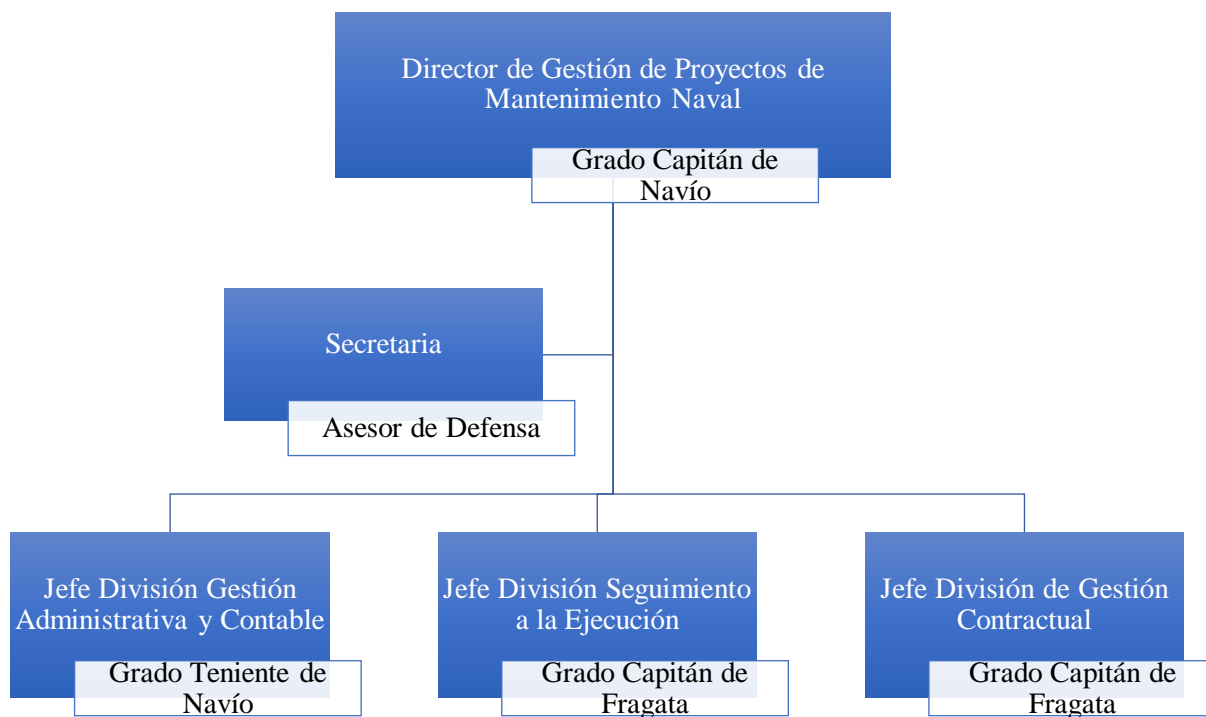 Director de Gestión de Proyectos de
Mantenimiento Naval
Grado Capitán de
Navío
Secretaria
Asesor de Defensa
Jefe División Gestión
Administrativa y Contable
Grado Teniente de
Navío
Jefe División Seguimiento
a la Ejecución
Grado Capitán de
Fragata
Jefe División de Gestión
Contractual
Grado Capitán de
Fragata